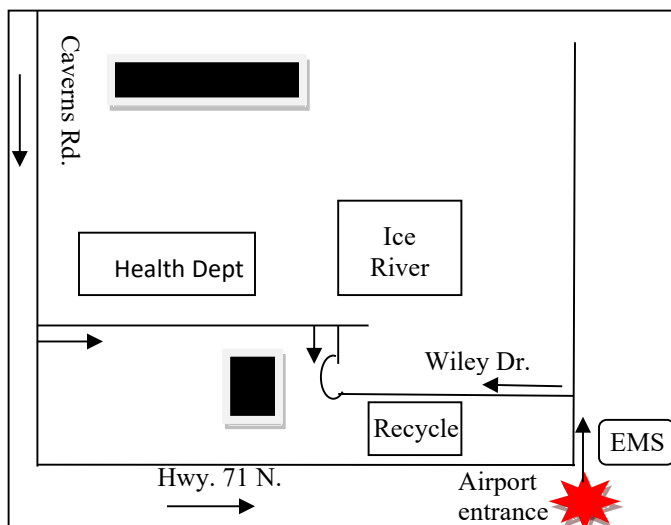 Caverns Rd.
Health Dept
Ice
River
Wiley Dr.
Recycle
EMS
Hwy. 71 N.
Airport
entrance